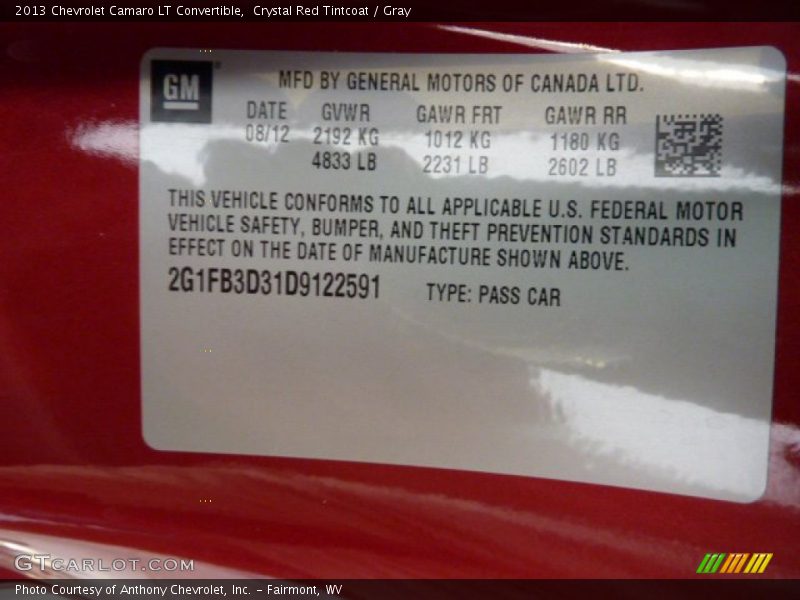 2013 Chevrolet Camaro LT Convertible, Crystal Red Tintcoat / Gray
GM
MFD BY GENERAL MOTORS OF CANADA LTD.
DATE GVWR GAWR FRT GAWR RR
08/12 2192 KG 1012 KG 1180 KG
4833 LB 2231 LB 2602 LB
THIS VEHICLE CONFORMS TO ALL APPLICABLE U.S. FEDERAL MOTOR
VEHICLE SAFETY, BUMPER, AND THEFT PREVENTION STANDARDS IN
EFFECT ON THE DATE OF MANUFACTURE SHOWN ABOVE.
2G1FB3D31D9122591 TYPE: PASS CAR
GTCARLOT.COM
Photo Courtesy of Anthony Chevrolet, Inc. – Fairmont, WV